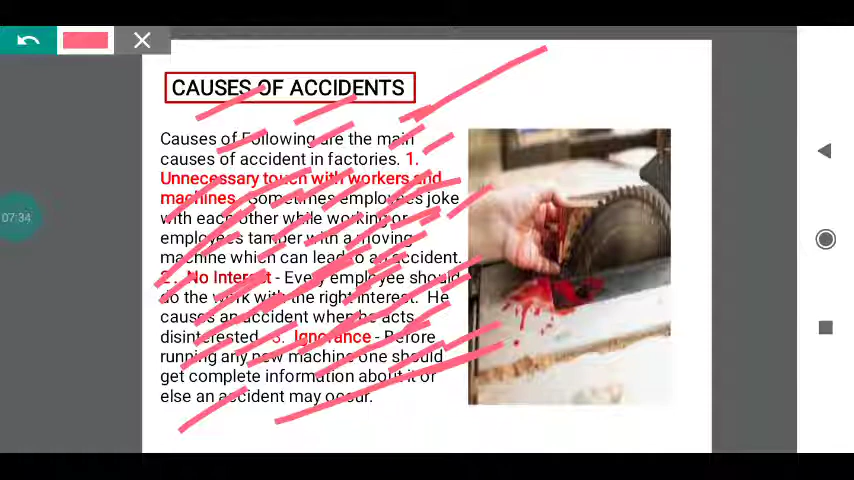 CAUSES OF ACCIDENTS
Causes of Following are the main
causes of accident in factories. 1.
Unnecessary touch with workers and
machines - Sometimes employees joke
with each other while working or
employees tamper with a moving
machine which can lead to an accident.
2. No Interest - Every employee should
do the work with the right interest. He
causes an accident when he acts
disinterested. 3. Ignorance - Before
running any new machine one should
get complete information about it or
else an accident may occur.
07:34